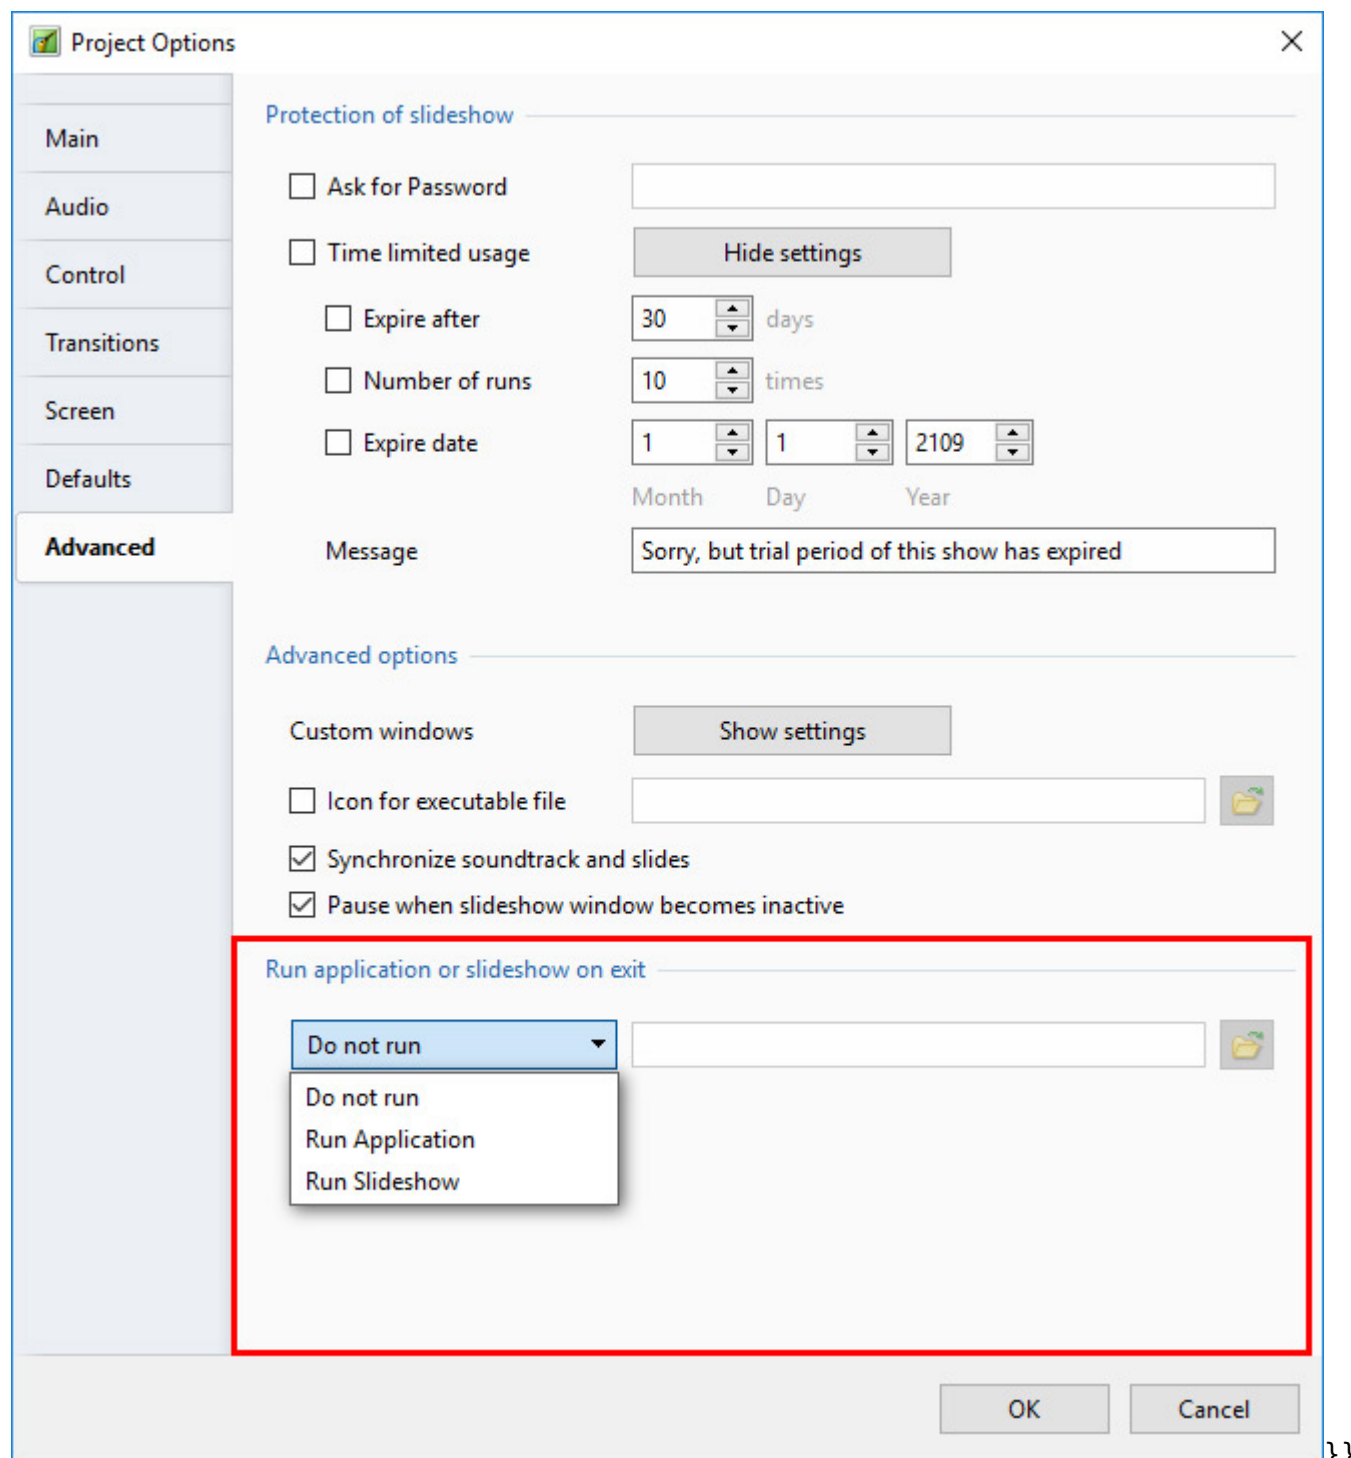 Project Options
Main
Audio
Control
Transitions
Screen
Defaults
Advanced
Protection of slideshow
Ask for Password
Time limited usage Hide settings
Expire after 30 days
Number of runs 10 times
Expire date 1 1 2109
Month Day Year
Message Sorry, but trial period of this show has expired
Advanced options
Custom windows Show settings
Icon for executable file
Synchronize soundtrack and slides
Pause when slideshow window becomes inactive
Run application or slideshow on exit
Do not run
Do not run
Run Application
Run Slideshow
OK Cancel
}}